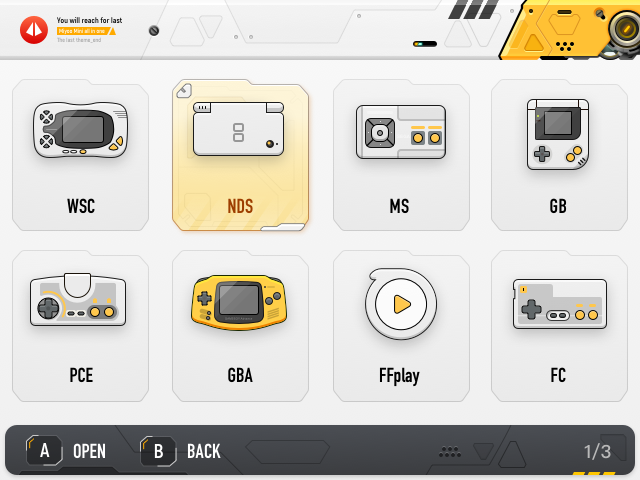 You will reach for last
Miyoo Mini all in one
The last theme_end
WSC
NDS
MS
GB
PCE
GBA
FFplay
FC
A OPEN B BACK 1/3